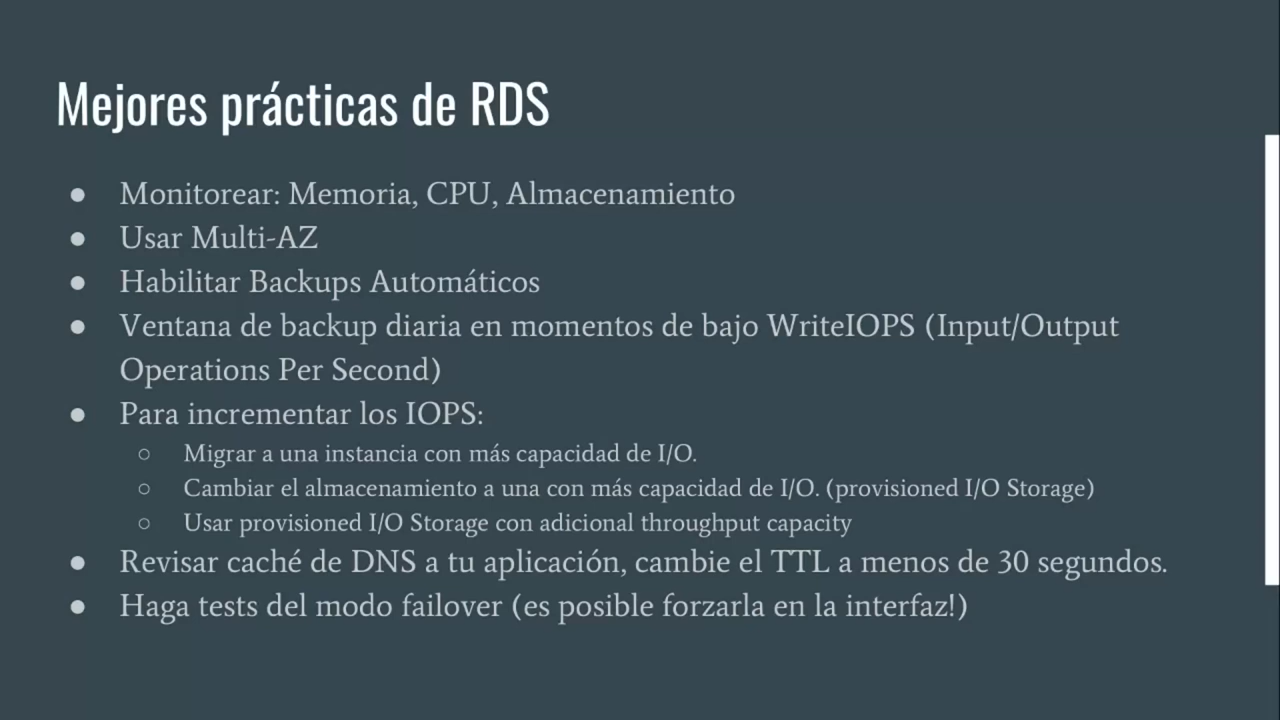 Mejores prácticas de RDS
● Monitorear: Memoria, CPU, Almacenamiento
● Usar Multi-AZ
● Habilitar Backups Automáticos
● Ventana de backup diaria en momentos de bajo WriteIOPS (Input/Output
Operations Per Second)
● Para incrementar los IOPS:
○ Migrar a una instancia con más capacidad de I/O.
○ Cambiar el almacenamiento a una con más capacidad de I/O. (provisioned I/O Storage)
○ Usar provisioned I/O Storage con adicional throughput capacity
● Revisar caché de DNS a tu aplicación, cambie el TTL a menos de 30 segundos.
● Haga tests del modo failover (es posible forzarla en la interfaz!)